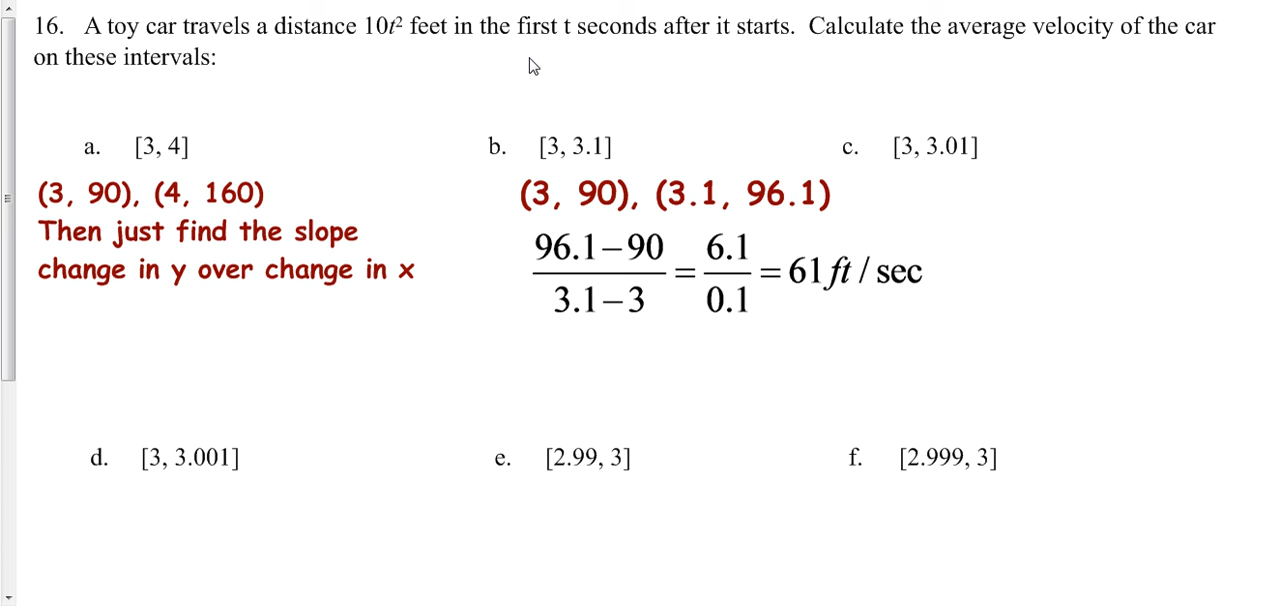 16. A toy car travels a distance 10t² feet in the first t seconds after it starts. Calculate the average velocity of the car
on these intervals:
a. [3, 4]
b. [3, 3.1]
c. [3, 3.01]
(3, 90), (4, 160)
Then just find the slope
change in y over change in x
(3, 90), (3.1, 96.1)
96.1–90 / 3.1–3 = 6.1 / 0.1 = 61 ft / sec
d. [3, 3.001]
e. [2.99, 3]
f. [2.999, 3]